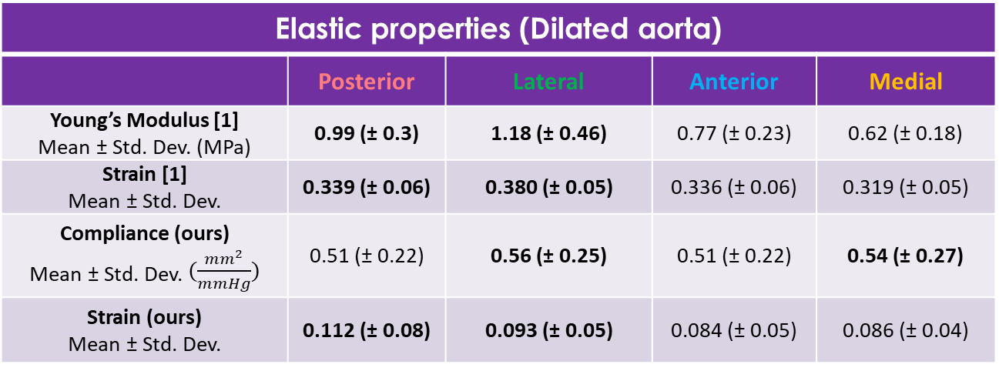 Elastic properties (Dilated aorta)
Posterior Lateral Anterior Medial
Young’s Modulus [1]
Mean ± Std. Dev. (MPa)
0.99 (± 0.3) 1.18 (± 0.46) 0.77 (± 0.23) 0.62 (± 0.18)
Strain [1]
Mean ± Std. Dev.
0.339 (± 0.06) 0.380 (± 0.05) 0.336 (± 0.06) 0.319 (± 0.05)
Compliance (ours)
Mean ± Std. Dev. (mm²/mmHg)
0.51 (± 0.22) 0.56 (± 0.25) 0.51 (± 0.22) 0.54 (± 0.27)
Strain (ours)
Mean ± Std. Dev.
0.112 (± 0.08) 0.093 (± 0.05) 0.084 (± 0.05) 0.086 (± 0.04)